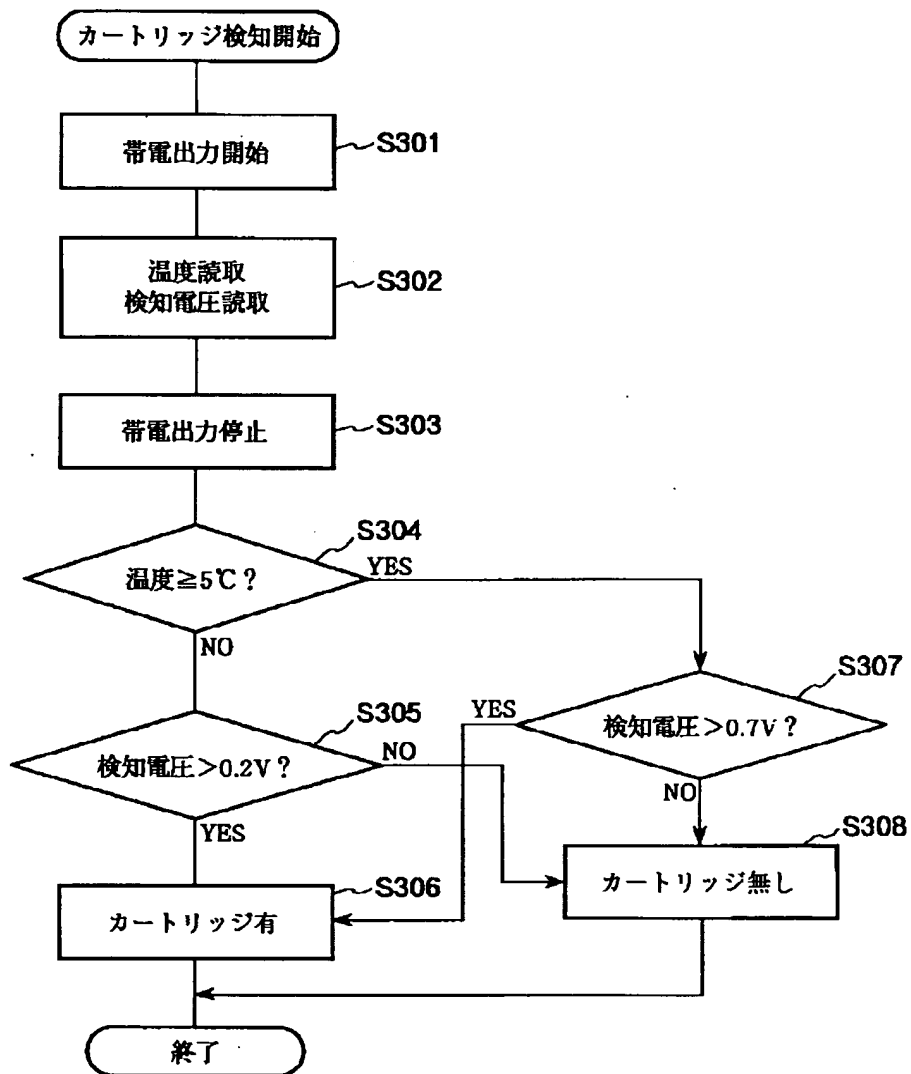 カートリッジ検知開始
帯電出力開始
S301
温度読取
検知電圧読取
S302
帯電出力停止
S303
S304
温度≧5℃?
YES
NO
S307
検知電圧>0.7V?
YES
NO
S305
検知電圧>0.2V?
NO
YES
S308
カートリッジ無し
S306
カートリッジ有
終了